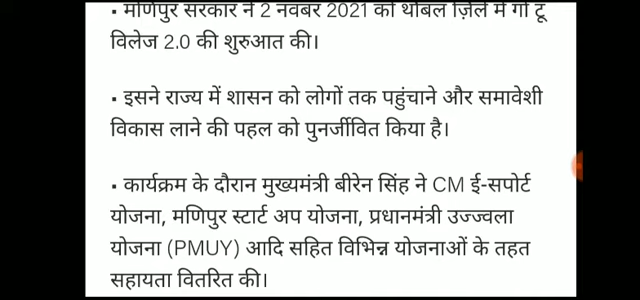 ▪ मणिपुर सरकार ने 2 नवंबर 2021 को थौबल ज़िले में गो टू
विलेज 2.0 की शुरुआत की।
▪ इसने राज्य में शासन को लोगों तक पहुंचाने और समावेशी
विकास लाने की पहल को पुनर्जीवित किया है।
▪ कार्यक्रम के दौरान मुख्यमंत्री बीरेन सिंह ने CM ई-सपोर्ट
योजना, मणिपुर स्टार्ट अप योजना, प्रधानमंत्री उज्ज्वला
योजना (PMUY) आदि सहित विभिन्न योजनाओं के तहत
सहायता वितरित की।